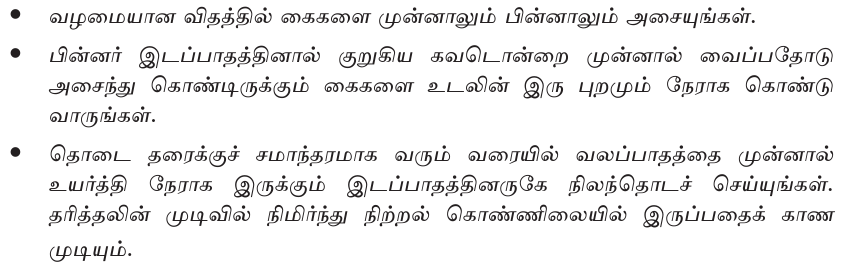 • வழமையான விதத்தில் கைகளை முன்னாலும் பின்னாலும் அசையுங்கள்.
• பின்னர் இடப்பாதத்தினால் குறுகிய கவடொன்றை முன்னால் வைப்பதோடு
அசைந்து கொண்டிருக்கும் கைகளை உடலின் இரு புறமும் நேராக கொண்டு
வாருங்கள்.
• தொடை தரைக்குச் சமாந்தரமாக வரும் வரையில் வலப்பாதத்தை முன்னால்
உயர்த்தி நேராக இருக்கும் இடப்பாதத்தினருகே நிலந்தொடச் செய்யுங்கள்.
தரித்தலின் முடிவில் நிமிர்ந்து நிற்றல் கொண்ணிலையில் இருப்பதைக் காண
முடியும்.